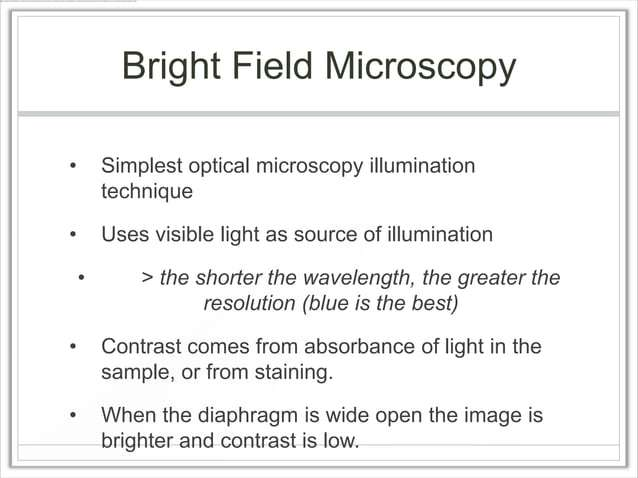 Bright Field Microscopy
• Simplest optical microscopy illumination
technique
• Uses visible light as source of illumination
• > the shorter the wavelength, the greater the
resolution (blue is the best)
• Contrast comes from absorbance of light in the
sample, or from staining.
• When the diaphragm is wide open the image is
brighter and contrast is low.